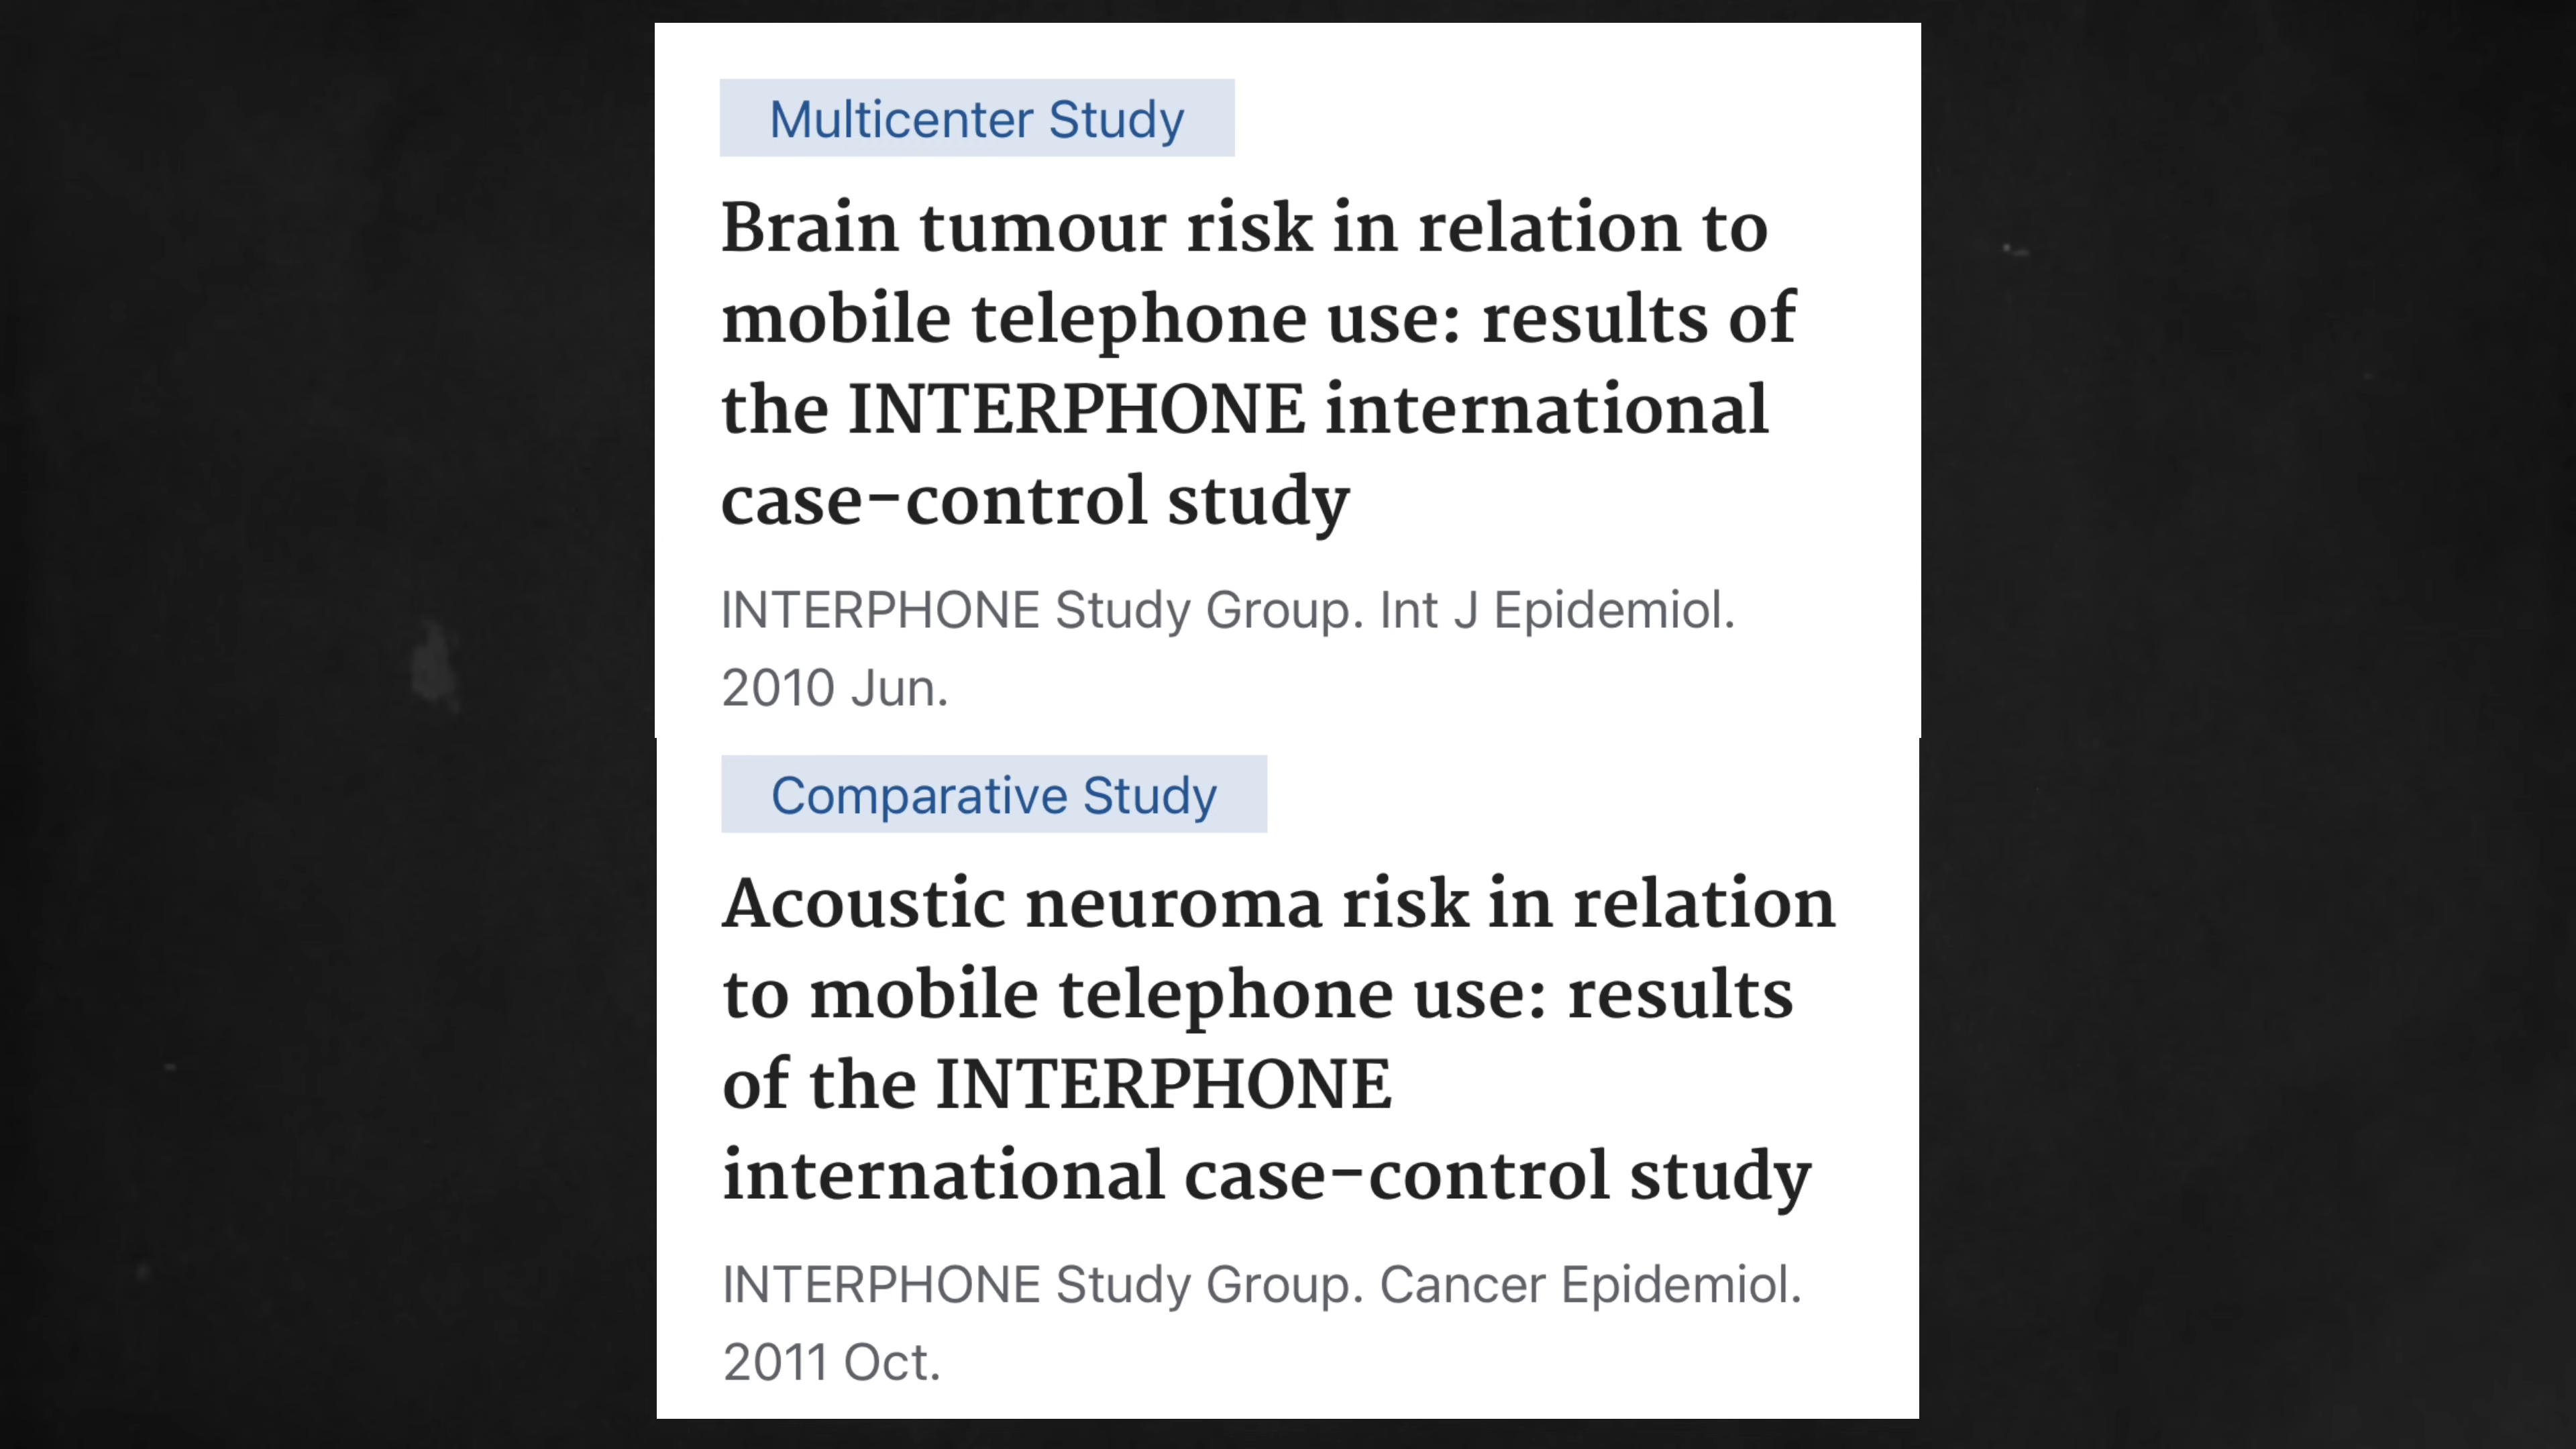 Multicenter Study
Brain tumour risk in relation to
mobile telephone use: results of
the INTERPHONE international
case-control study
INTERPHONE Study Group. Int J Epidemiol.
2010 Jun.
Comparative Study
Acoustic neuroma risk in relation
to mobile telephone use: results
of the INTERPHONE
international case-control study
INTERPHONE Study Group. Cancer Epidemiol.
2011 Oct.